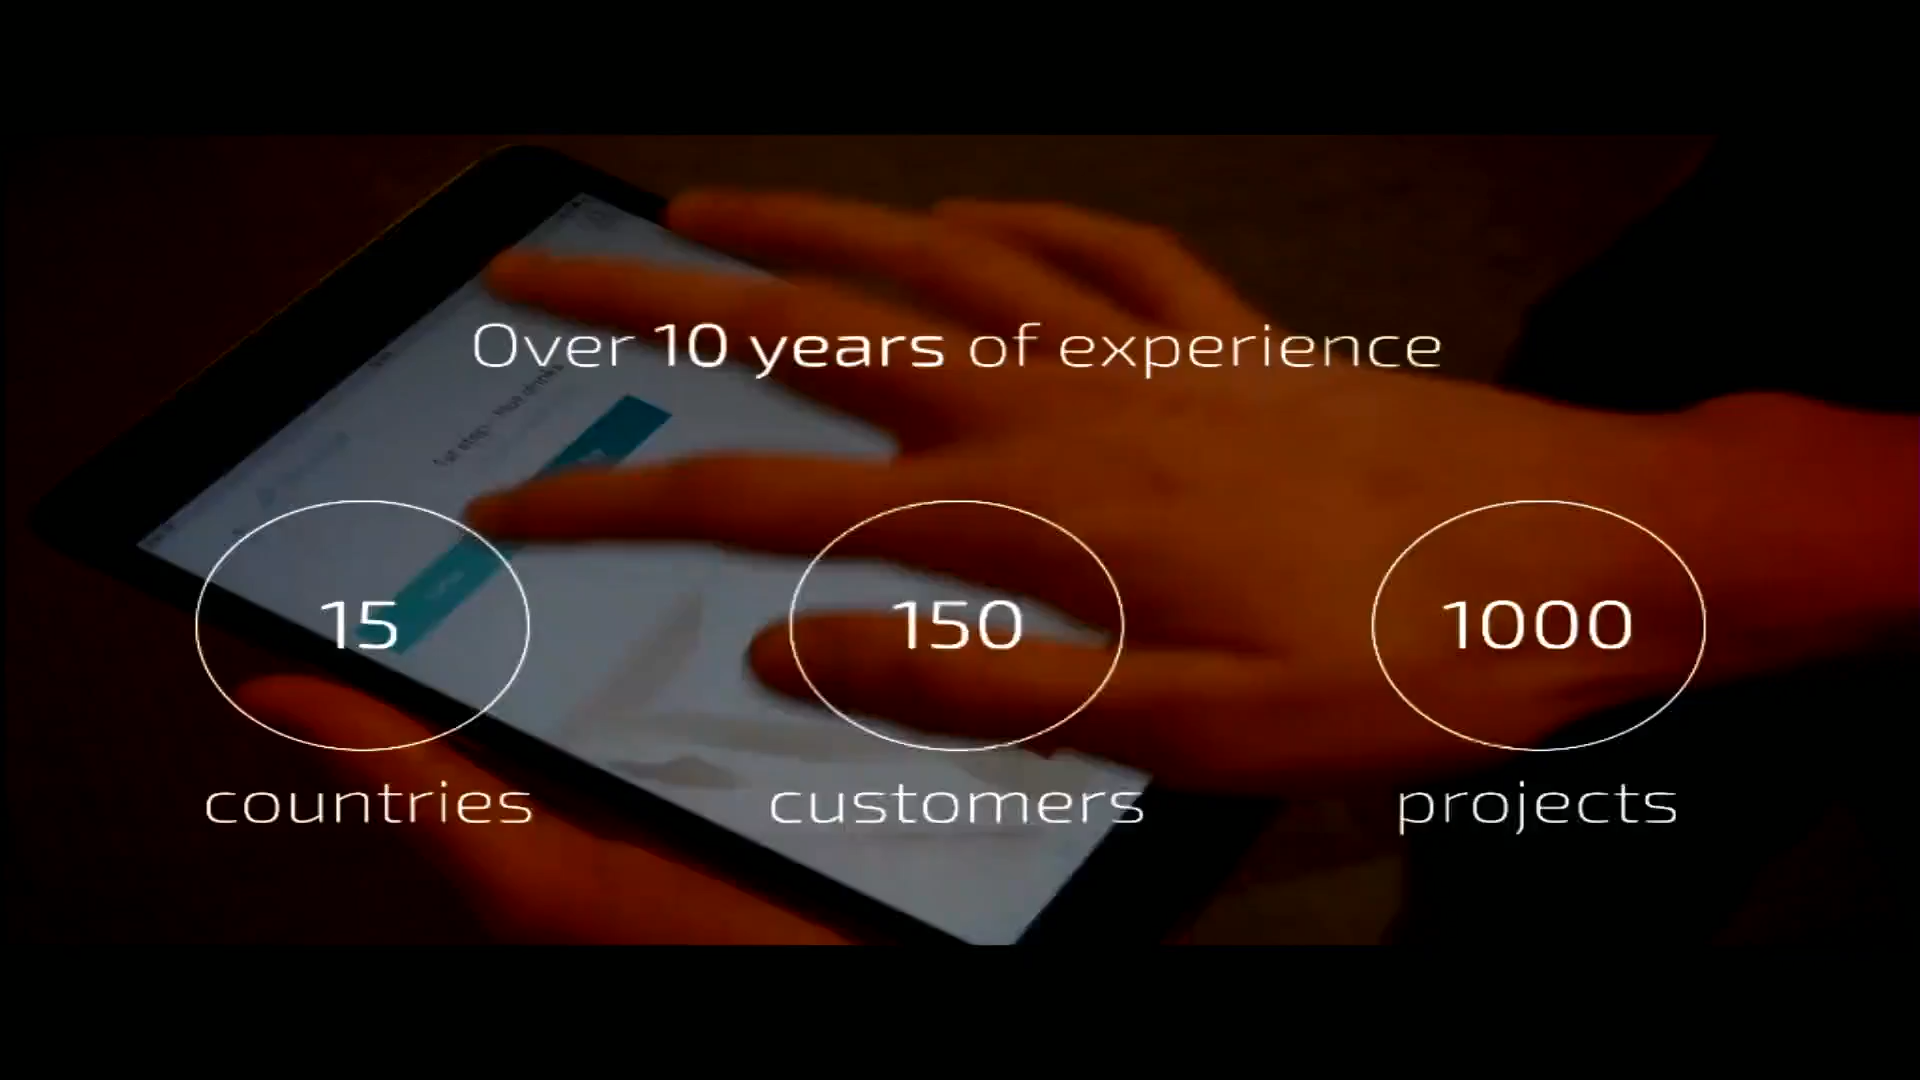 Over 10 years of experience
15
150
1000
countries
customers
projects